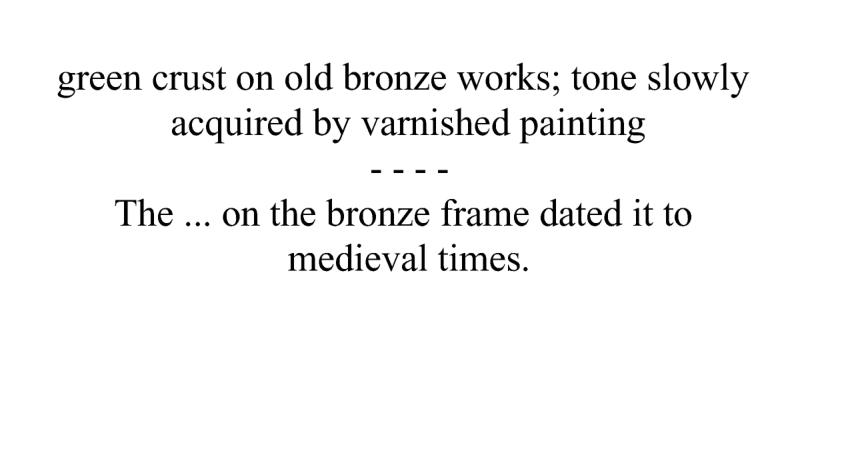 green crust on old bronze works; tone slowly
acquired by varnished painting
- - - -
The ... on the bronze frame dated it to
medieval times.